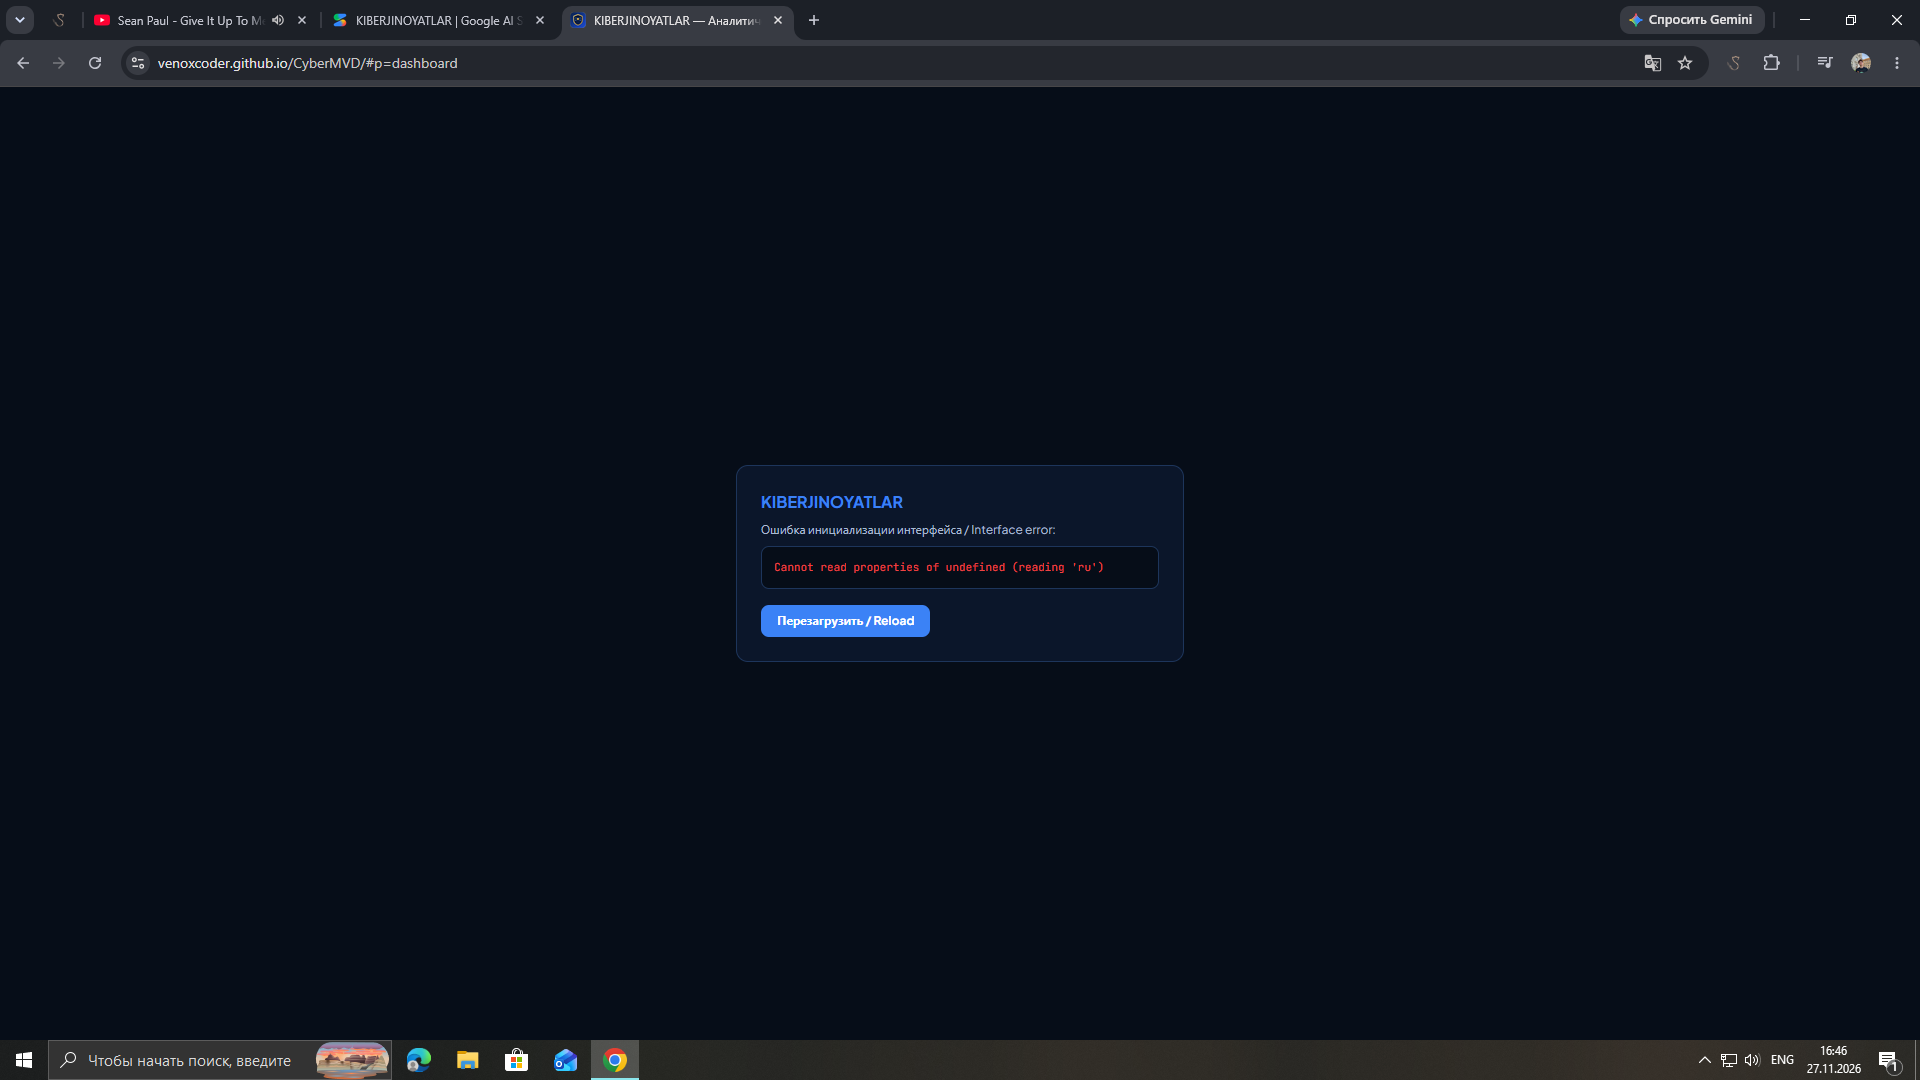 Sean Paul - Give It Up To M
KIBERJINOYATLAR | Google AI S
KIBERJINOYATLAR — Аналитич
Спросить Gemini
venoxcoder.github.io/CyberMVD/#p=dashboard
KIBERJINOYATLAR
Ошибка инициализации интерфейса / Interface error:
Cannot read properties of undefined (reading 'ru')
Перезагрузить / Reload
Чтобы начать поиск, введите
ENG
16:46
27.11.2026
1